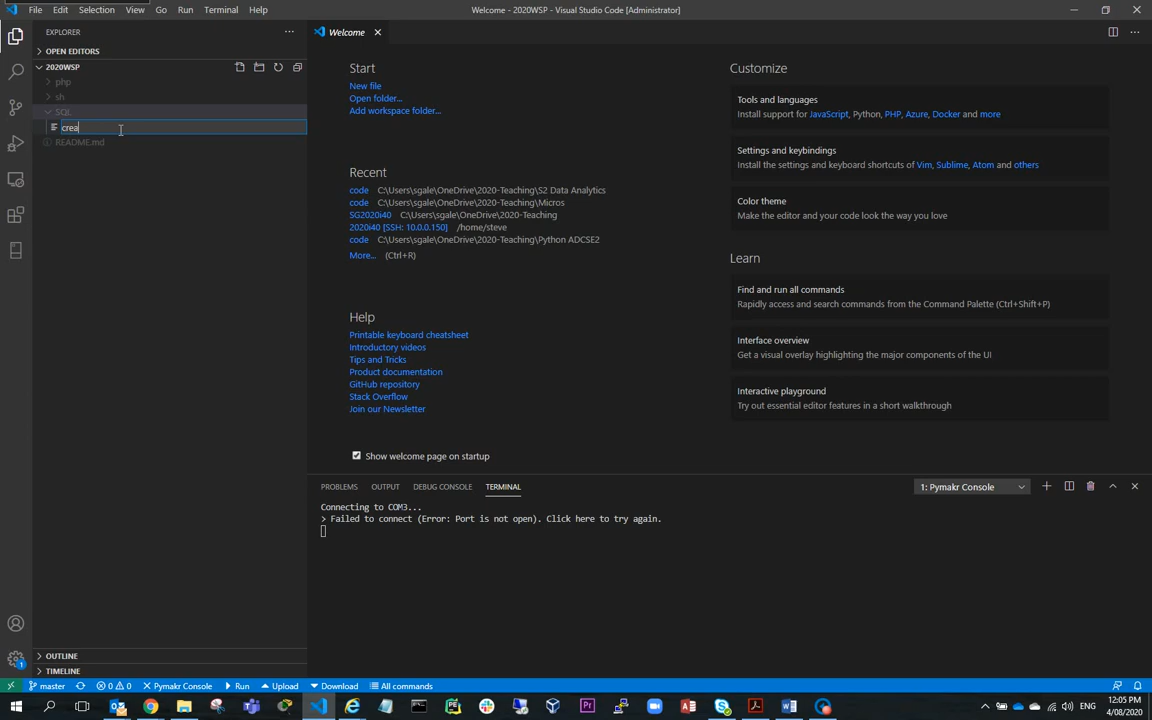 File Edit Selection View Go Run Terminal Help
Welcome - 2020WSP - Visual Studio Code [Administrator]
EXPLORER
Welcome
OPEN EDITORS
2020WSP
php
sh
SQL
crea
README.md
Start
New file
Open folder...
Add workspace folder...
Recent
code C:\Users\sgale\OneDrive\2020-Teaching\S2 Data Analytics
code C:\Users\sgale\OneDrive\2020-Teaching\Micros
SG2020i40 C:\Users\sgale\OneDrive\2020-Teaching
2020i40 [SSH: 10.0.0.150] /home/steve
code C:\Users\sgale\OneDrive\2020-Teaching\Python ADCSE2
More... (Ctrl+R)
Help
Printable keyboard cheatsheet
Introductory videos
Tips and Tricks
Product documentation
GitHub repository
Stack Overflow
Join our Newsletter
Show welcome page on startup
Customize
Tools and languages
Install support for JavaScript, Python, PHP, Azure, Docker and more
Settings and keybindings
Install the settings and keyboard shortcuts of Vim, Sublime, Atom and others
Color theme
Make the editor and your code look the way you love
Learn
Find and run all commands
Rapidly access and search commands from the Command Palette (Ctrl+Shift+P)
Interface overview
Get a visual overlay highlighting the major components of the UI
Interactive playground
Try out essential editor features in a short walkthrough
PROBLEMS OUTPUT DEBUG CONSOLE TERMINAL
1: Pymakr Console
Connecting to COM3...
> Failed to connect (Error: Port is not open). Click here to try again.
OUTLINE
TIMELINE
1
master 0 0 Pymakr Console Run Upload Download All commands
ENG
12:05 PM
4/08/2020